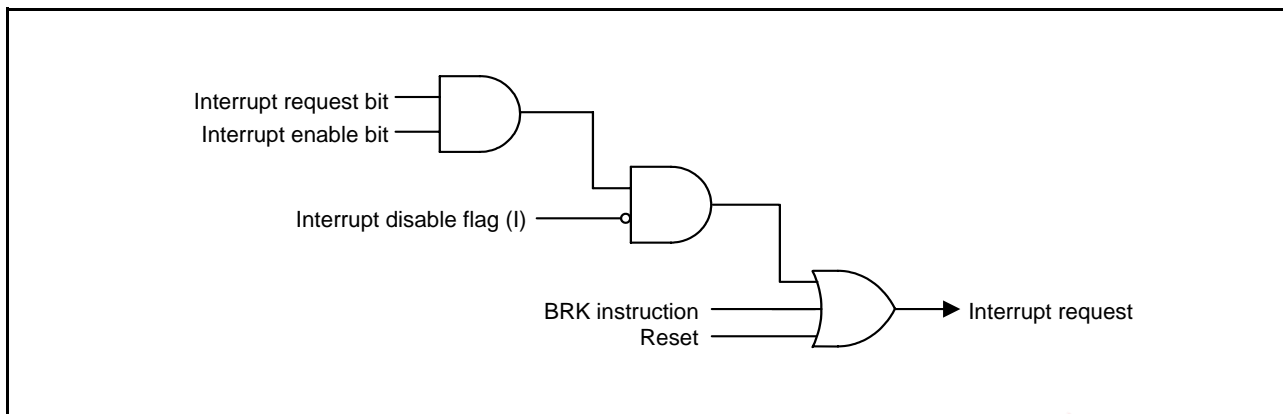 Interrupt request bit
Interrupt enable bit
Interrupt disable flag (I)
BRK instruction
Reset
Interrupt request